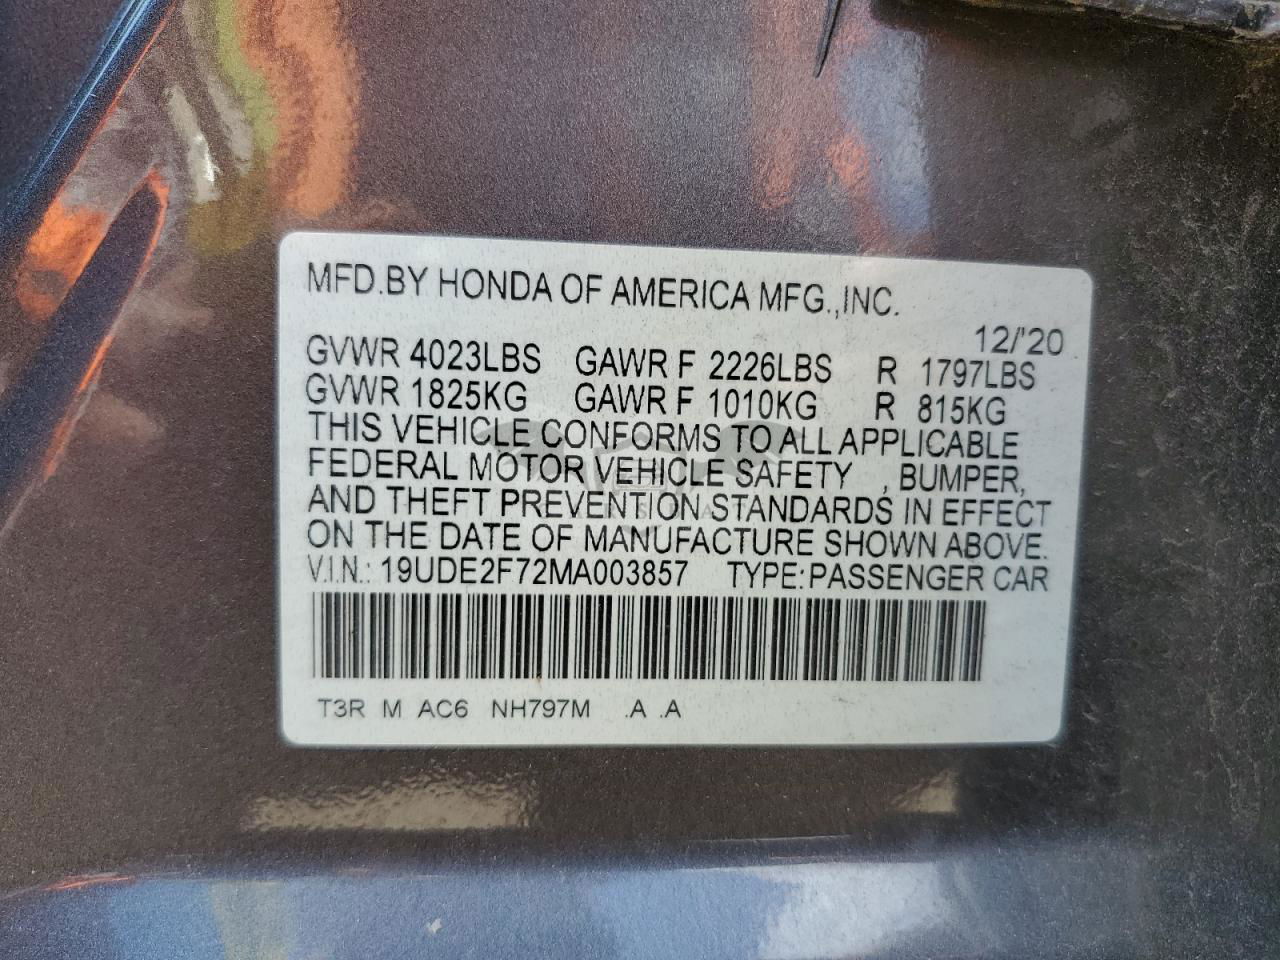 MFD.BY HONDA OF AMERICA MFG.,INC.
12/'20
GVWR 4023LBS GAWR F 2226LBS R 1797LBS
GVWR 1825KG GAWR F 1010KG R 815KG
THIS VEHICLE CONFORMS TO ALL APPLICABLE
FEDERAL MOTOR VEHICLE SAFETY , BUMPER,
AND THEFT PREVENTION STANDARDS IN EFFECT
ON THE DATE OF MANUFACTURE SHOWN ABOVE.
V.I.N.: 19UDE2F72MA003857 TYPE:PASSENGER CAR
T3R M AC6 NH797M .A .A